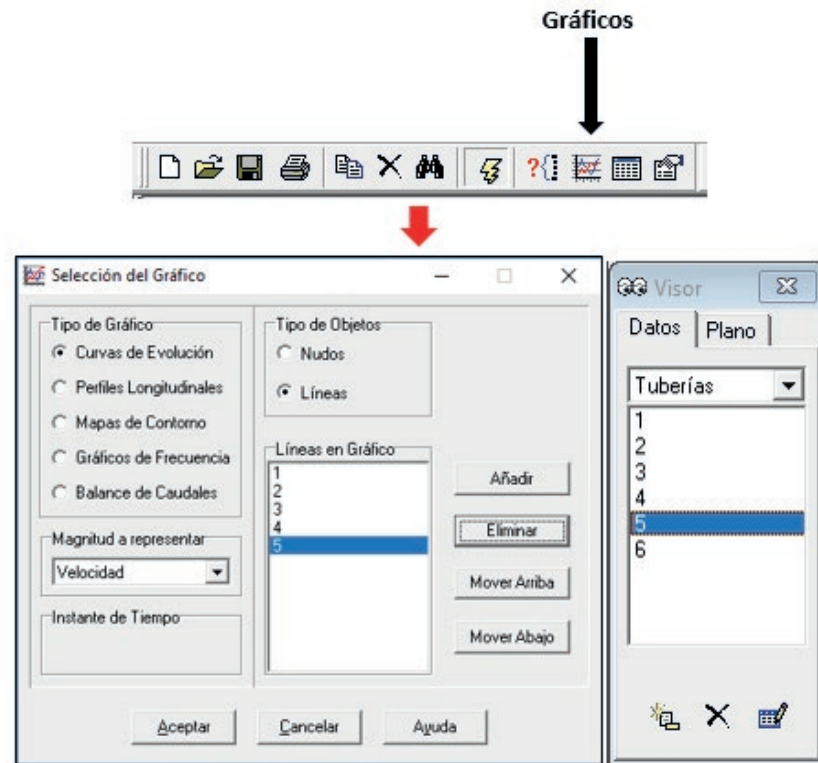 Gráficos
Selección del Gráfico
Tipo de Gráfico
Curvas de Evolución
Perfiles Longitudinales
Mapas de Contorno
Gráficos de Frecuencia
Balance de Caudales
Magnitud a representar
Velocidad
Instante de Tiempo
Tipo de Objetos
Nudos
Líneas
Líneas en Gráfico
1
2
3
4
5
Añadir
Eliminar
Mover Arriba
Mover Abajo
Aceptar
Cancelar
Ayuda
Visor
Datos
Plano
Tuberías
1
2
3
4
5
6